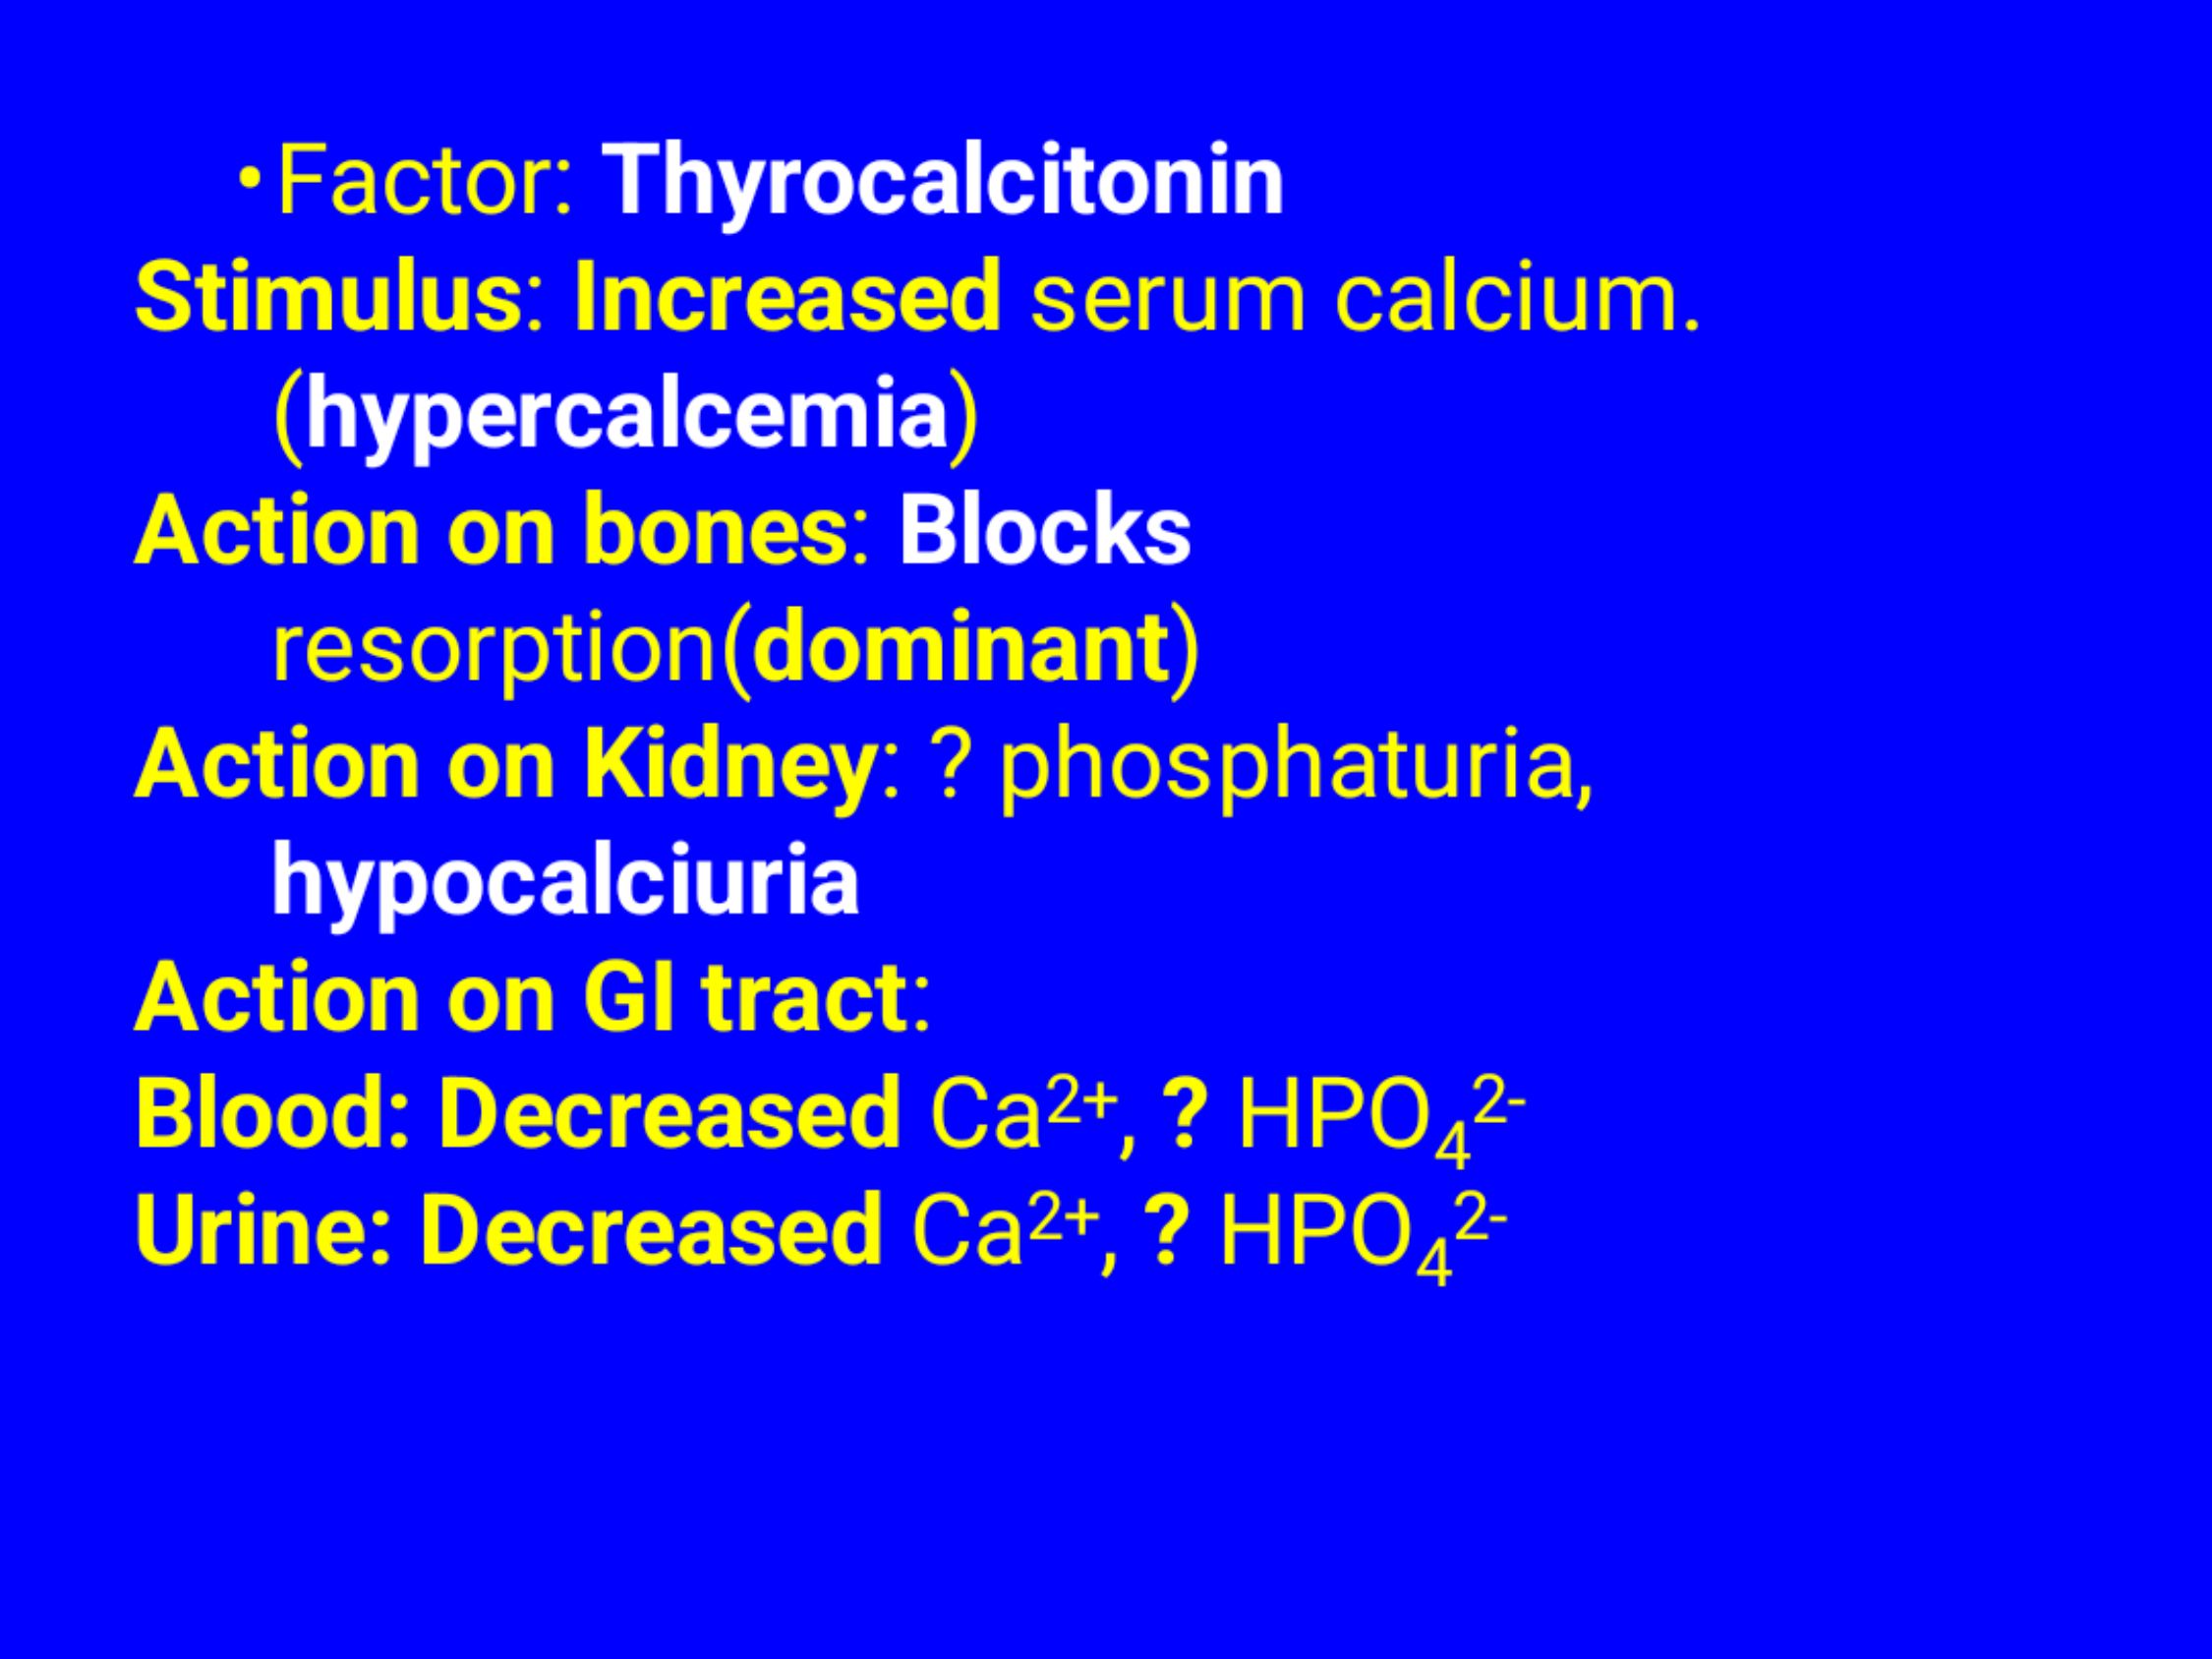 •Factor: Thyrocalcitonin
Stimulus: Increased serum calcium.
(hypercalcemia)
Action on bones: Blocks
resorption(dominant)
Action on Kidney: ? phosphaturia,
hypocalciuria
Action on GI tract:
Blood: Decreased Ca²⁺, ? HPO₄²⁻
Urine: Decreased Ca²⁺, ? HPO₄²⁻